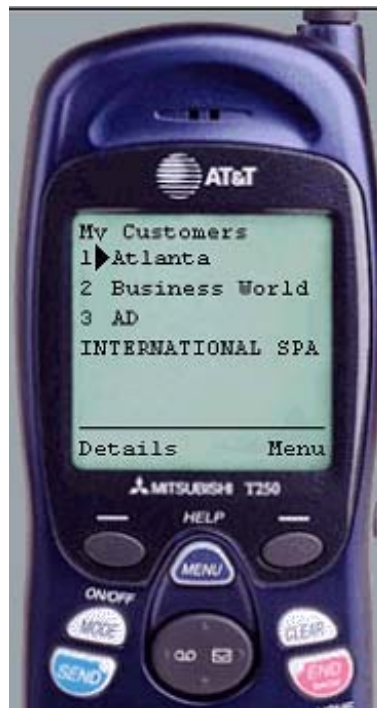 AT&T
My Customers
1 Atlanta
2 Business World
3 AD
INTERNATIONAL SPA
Details Menu
MITSUBISHI T250
HELP
MENU
ON/OFF
MODE CLEAR
SEND END